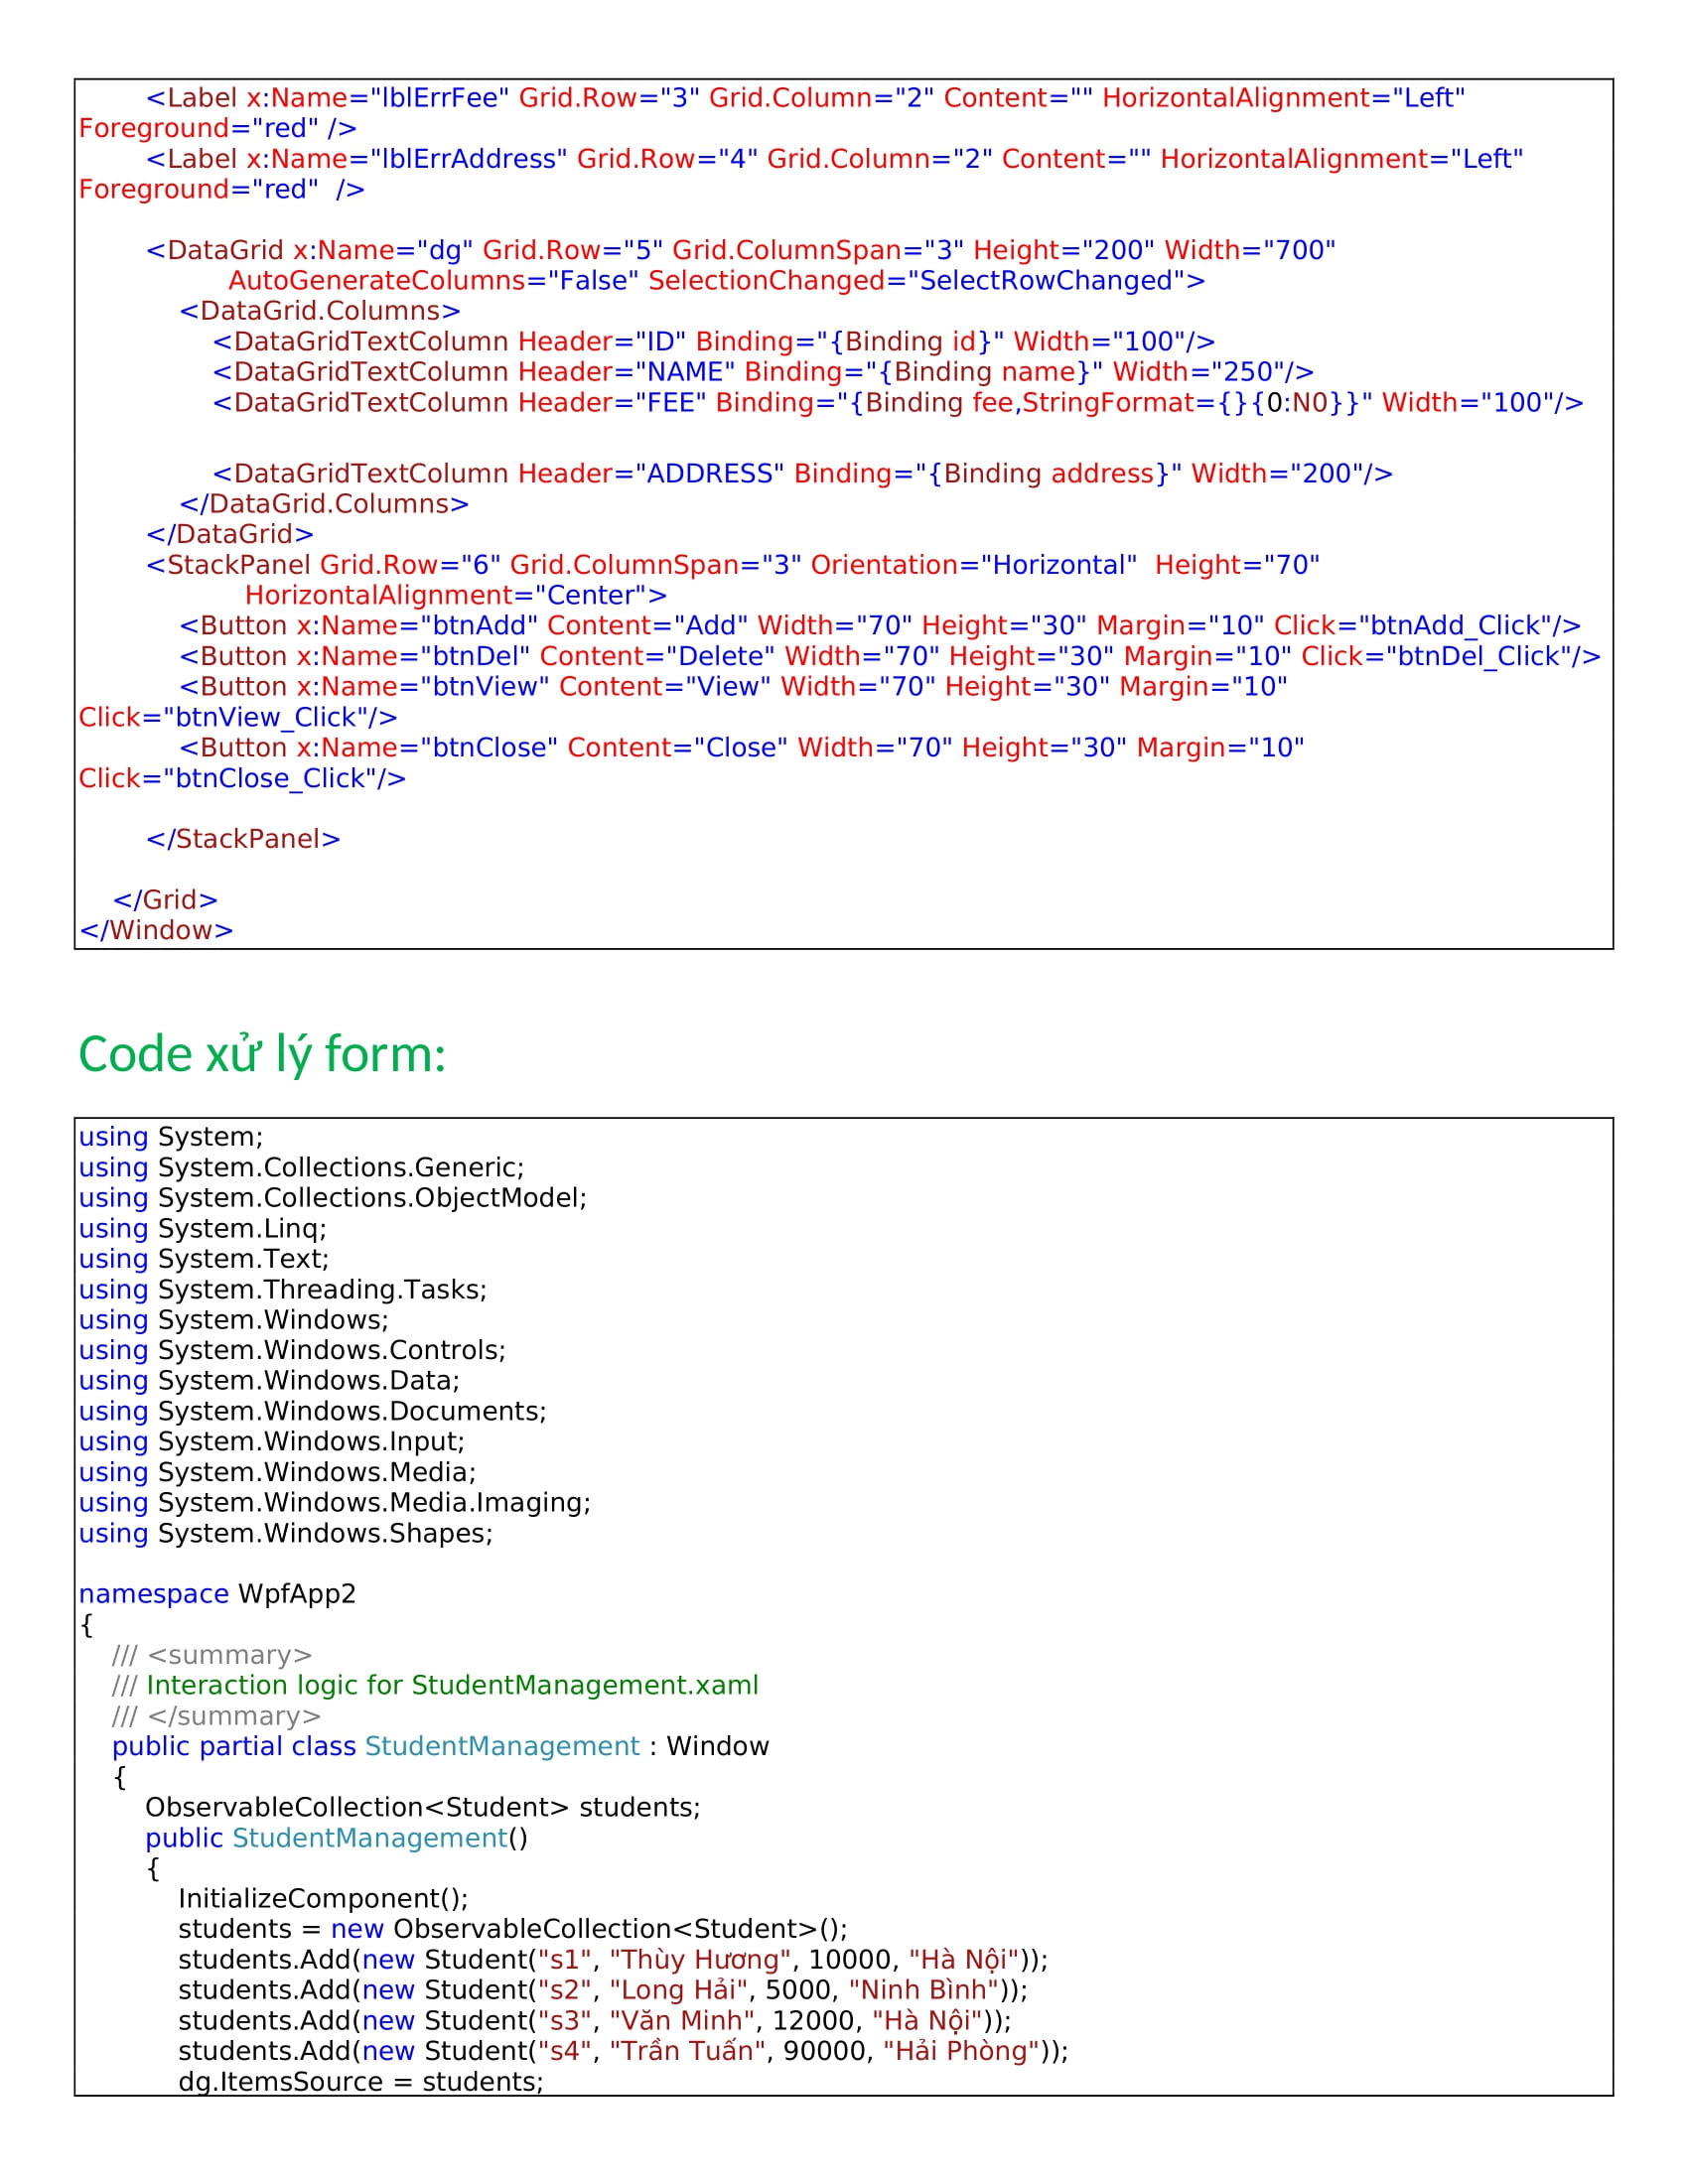 <Label x:Name="lblErrFee" Grid.Row="3" Grid.Column="2" Content="" HorizontalAlignment="Left"
Foreground="red" />
<Label x:Name="lblErrAddress" Grid.Row="4" Grid.Column="2" Content="" HorizontalAlignment="Left"
Foreground="red"  />
<DataGrid x:Name="dg" Grid.Row="5" Grid.ColumnSpan="3" Height="200" Width="700"
AutoGenerateColumns="False" SelectionChanged="SelectRowChanged">
<DataGrid.Columns>
<DataGridTextColumn Header="ID" Binding="{Binding id}" Width="100"/>
<DataGridTextColumn Header="NAME" Binding="{Binding name}" Width="250"/>
<DataGridTextColumn Header="FEE" Binding="{Binding fee,StringFormat={}{0:N0}}" Width="100"/>
<DataGridTextColumn Header="ADDRESS" Binding="{Binding address}" Width="200"/>
</DataGrid.Columns>
</DataGrid>
<StackPanel Grid.Row="6" Grid.ColumnSpan="3" Orientation="Horizontal"  Height="70"
HorizontalAlignment="Center">
<Button x:Name="btnAdd" Content="Add" Width="70" Height="30" Margin="10" Click="btnAdd_Click"/>
<Button x:Name="btnDel" Content="Delete" Width="70" Height="30" Margin="10" Click="btnDel_Click"/>
<Button x:Name="btnView" Content="View" Width="70" Height="30" Margin="10"
Click="btnView_Click"/>
<Button x:Name="btnClose" Content="Close" Width="70" Height="30" Margin="10"
Click="btnClose_Click"/>
</StackPanel>
</Grid>
</Window>
Code xử lý form:
using System;
using System.Collections.Generic;
using System.Collections.ObjectModel;
using System.Linq;
using System.Text;
using System.Threading.Tasks;
using System.Windows;
using System.Windows.Controls;
using System.Windows.Data;
using System.Windows.Documents;
using System.Windows.Input;
using System.Windows.Media;
using System.Windows.Media.Imaging;
using System.Windows.Shapes;
namespace WpfApp2
{
/// <summary>
/// Interaction logic for StudentManagement.xaml
/// </summary>
public partial class StudentManagement : Window
{
ObservableCollection<Student> students;
public StudentManagement()
{
InitializeComponent();
students = new ObservableCollection<Student>();
students.Add(new Student("s1", "Thùy Hương", 10000, "Hà Nội"));
students.Add(new Student("s2", "Long Hải", 5000, "Ninh Bình"));
students.Add(new Student("s3", "Văn Minh", 12000, "Hà Nội"));
students.Add(new Student("s4", "Trần Tuấn", 90000, "Hải Phòng"));
dg.ItemsSource = students;